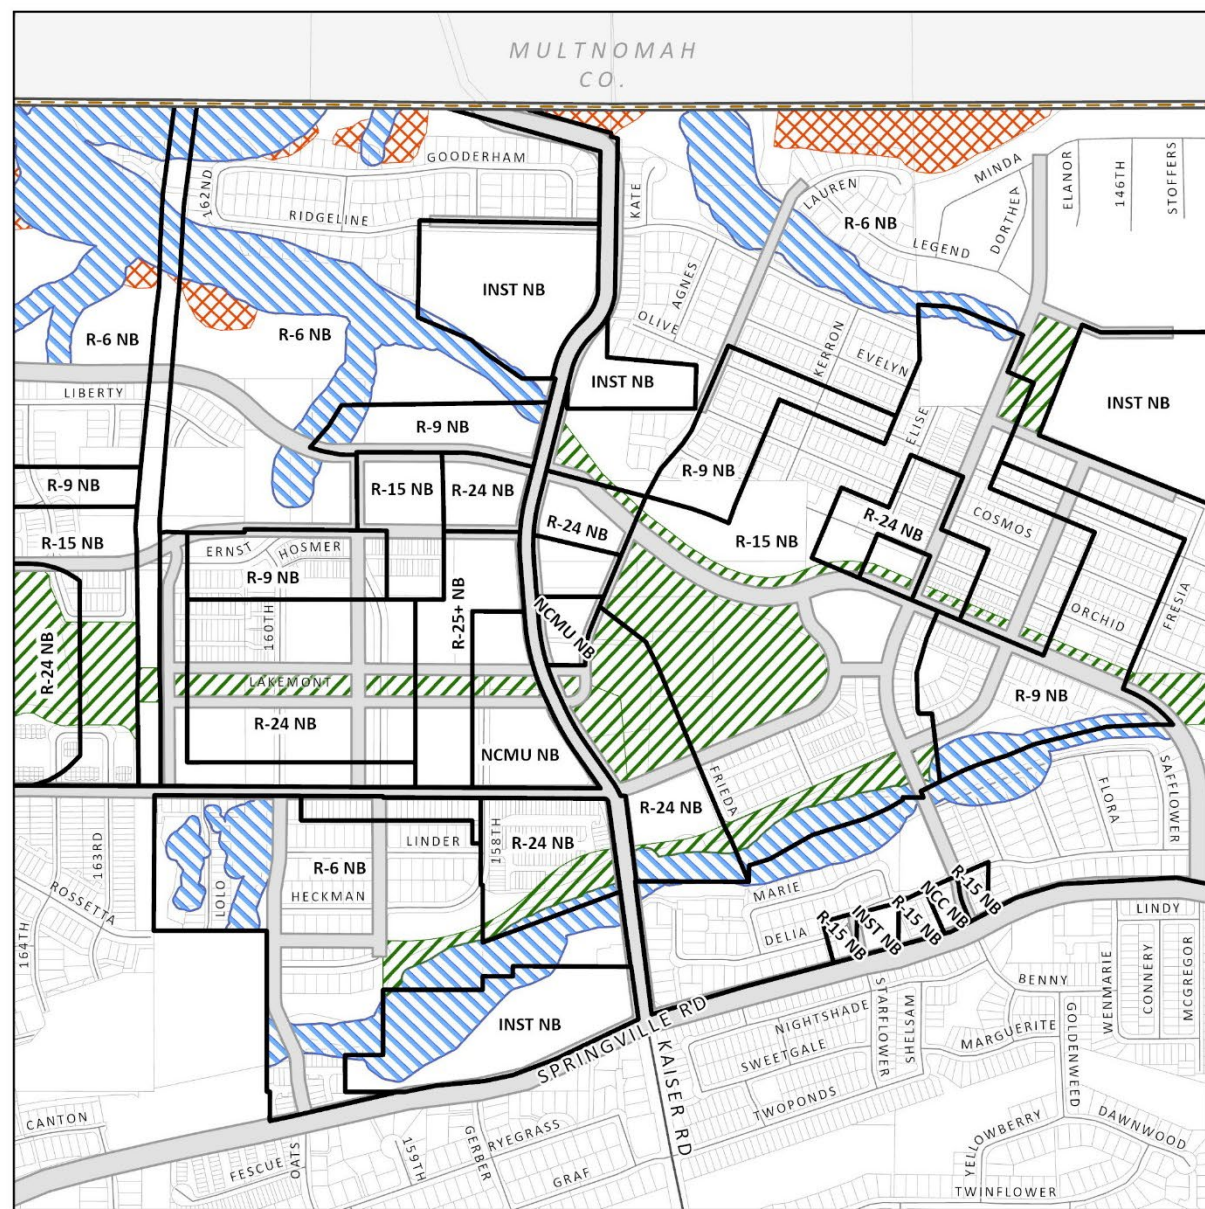 MULTNOMAH
CO.
GOODERHAM
MINDA
ELANOR
146TH
STOFFERS
162ND
RIDGELINE
KATE
LAUREN
R-6 NB
DORTHEA
LEGEND
AGNES
INST NB
OLIVE
R-6 NB
R-6 NB
KERRON
EVELYN
INST NB
LIBERTY
INST NB
R-9 NB
ELISE
R-9 NB
R-9 NB
R-15 NB
R-24 NB
R-24 NB
R-24 NB
COSMOS
R-15 NB
R-15 NB
ERNST
HOSMER
R-9 NB
R-25+ NB
NCMU NB
ORCHID
FRESIA
160TH
R-24 NB
LAKEMONT
R-24 NB
R-9 NB
NCMU NB
FRIEDA
SAFFLOWER
FLORA
R-24 NB
163RD
LINDER
158TH
R-24 NB
R-6 NB
HECKMAN
LOLO
ROSSETTA
164TH
MARIE
DELIA
R-15 NB
INST NB
R-15 NB
NCC NB
R-15 NB
LINDY
WENMARIE
CONNERY
MCGREGOR
BENNY
INST NB
SPRINGVILLE RD
KAISER RD
NIGHTSHADE
STARFLOWER
SHELSAM
MARGUERITE
GOLDENWEED
SWEETGALE
TWOPONDS
CANTON
FESCUE
OATS
159TH
GERBER
RYEGRASS
GRAF
YELLOWBERRY
DAWNWOOD
TWINFLOWER